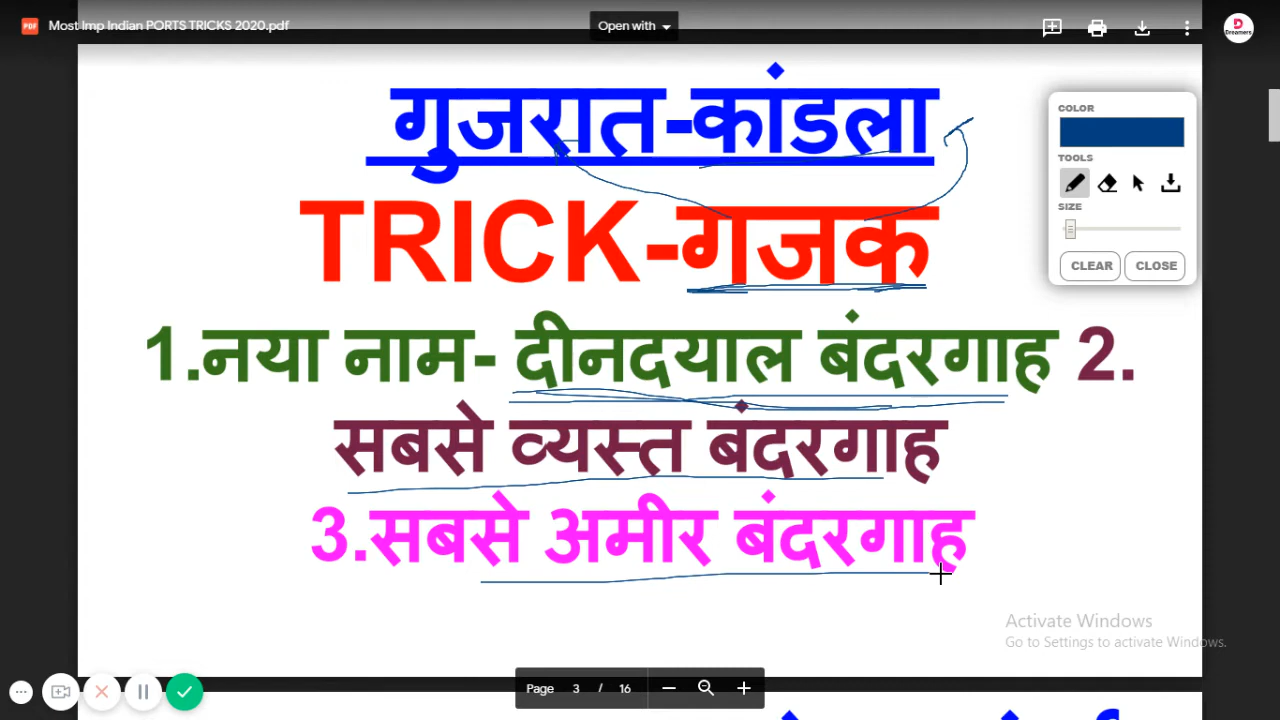 Most Imp Indian PORTS TRICKS 2020.pdf
Open with
Dreamers
गुजरात-कांडला
TRICK-गजक
1.नया नाम- दीनदयाल बंदरगाह 2.
सबसे व्यस्त बंदरगाह
3.सबसे अमीर बंदरगाह
COLOR
TOOLS
SIZE
CLEAR CLOSE
Activate Windows
Go to Settings to activate Windows.
Page 3 / 16